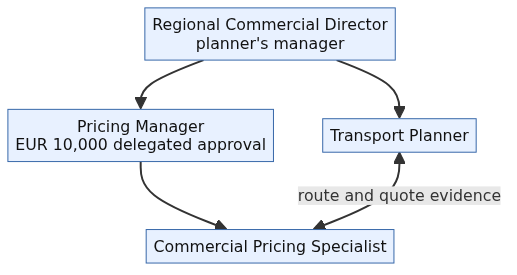 Regional Commercial Director
planner's manager
Pricing Manager
EUR 10,000 delegated approval
Transport Planner
route and quote evidence
Commercial Pricing Specialist